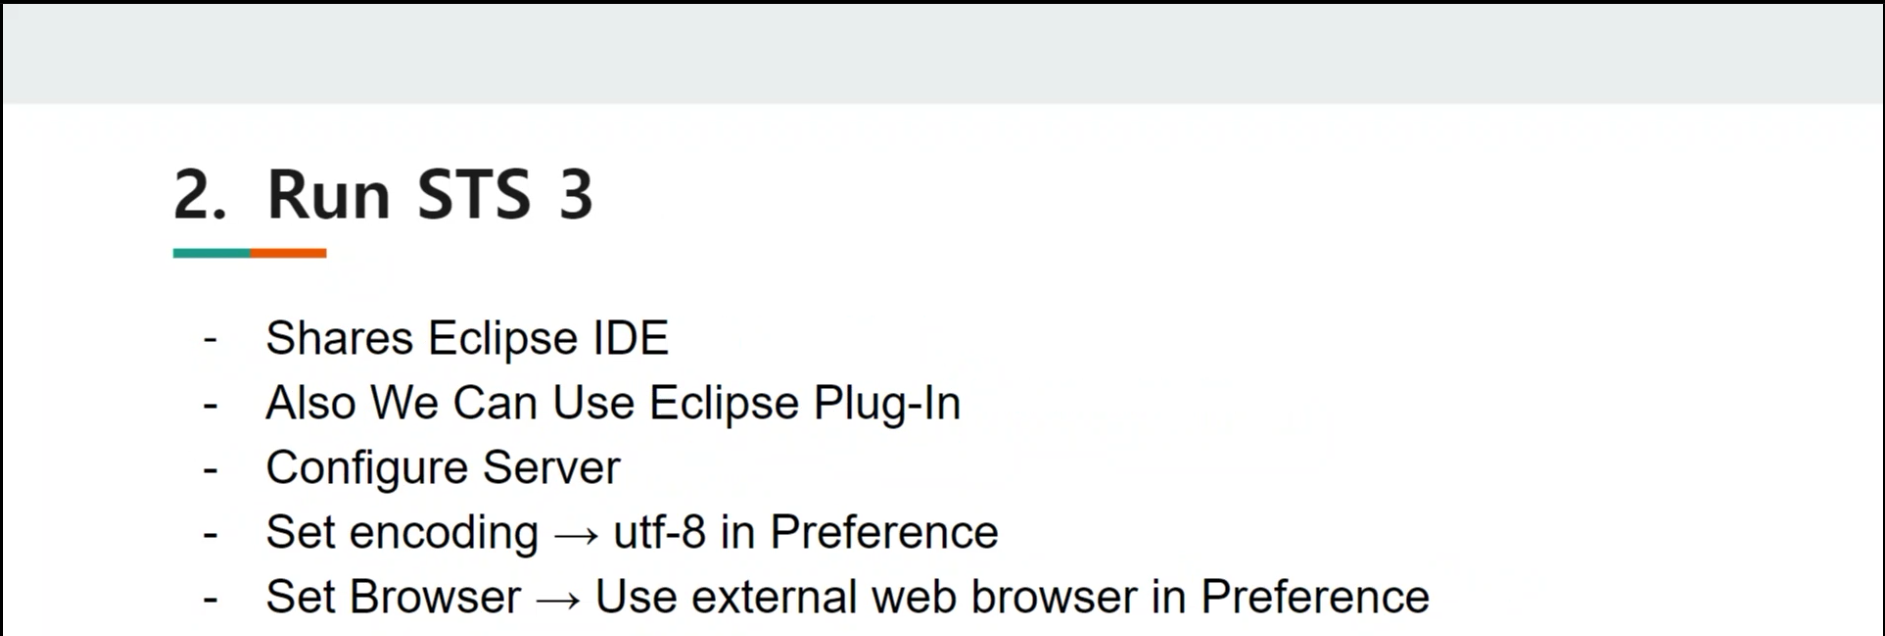 2. Run STS 3
- Shares Eclipse IDE
- Also We Can Use Eclipse Plug-In
- Configure Server
- Set encoding → utf-8 in Preference
- Set Browser → Use external web browser in Preference